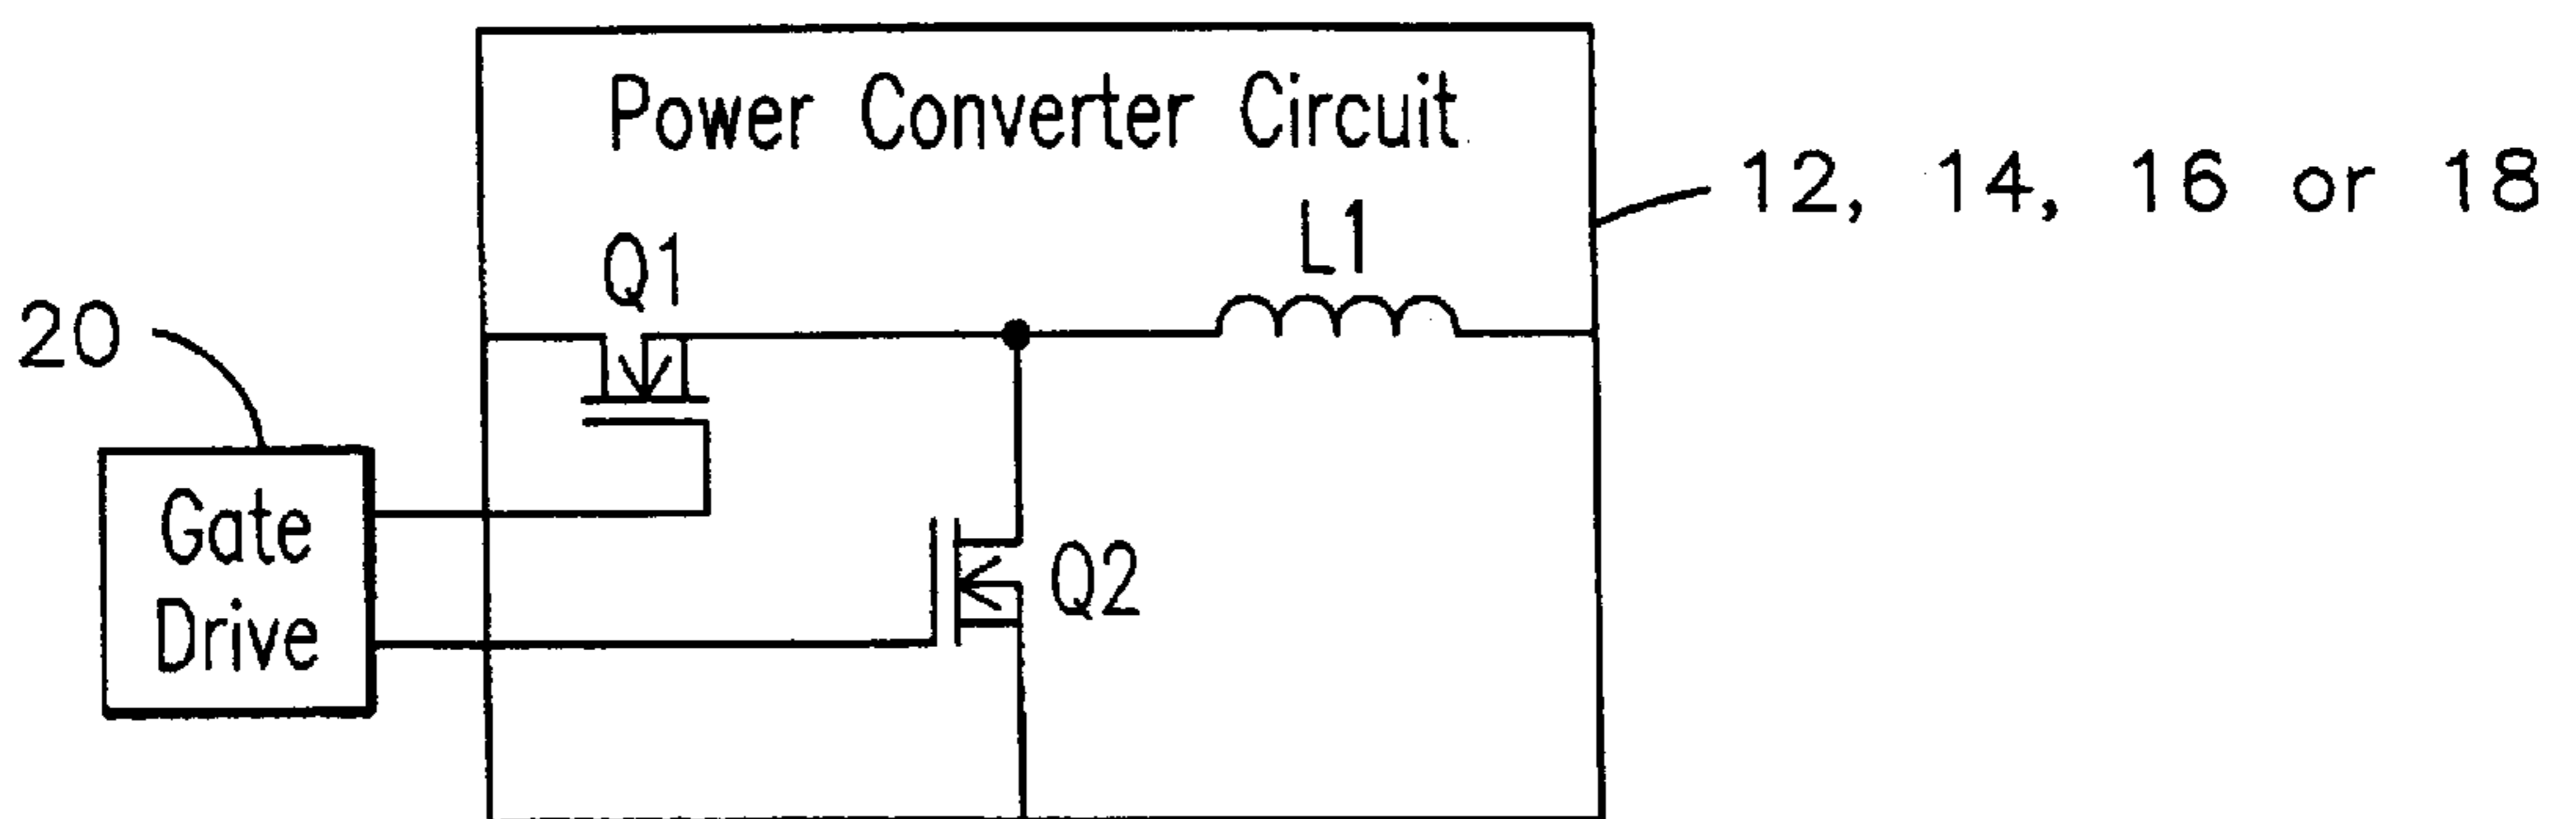 Power Converter Circuit
12, 14, 16 or 18
L1
Q1
20
Gate
Drive
Q2